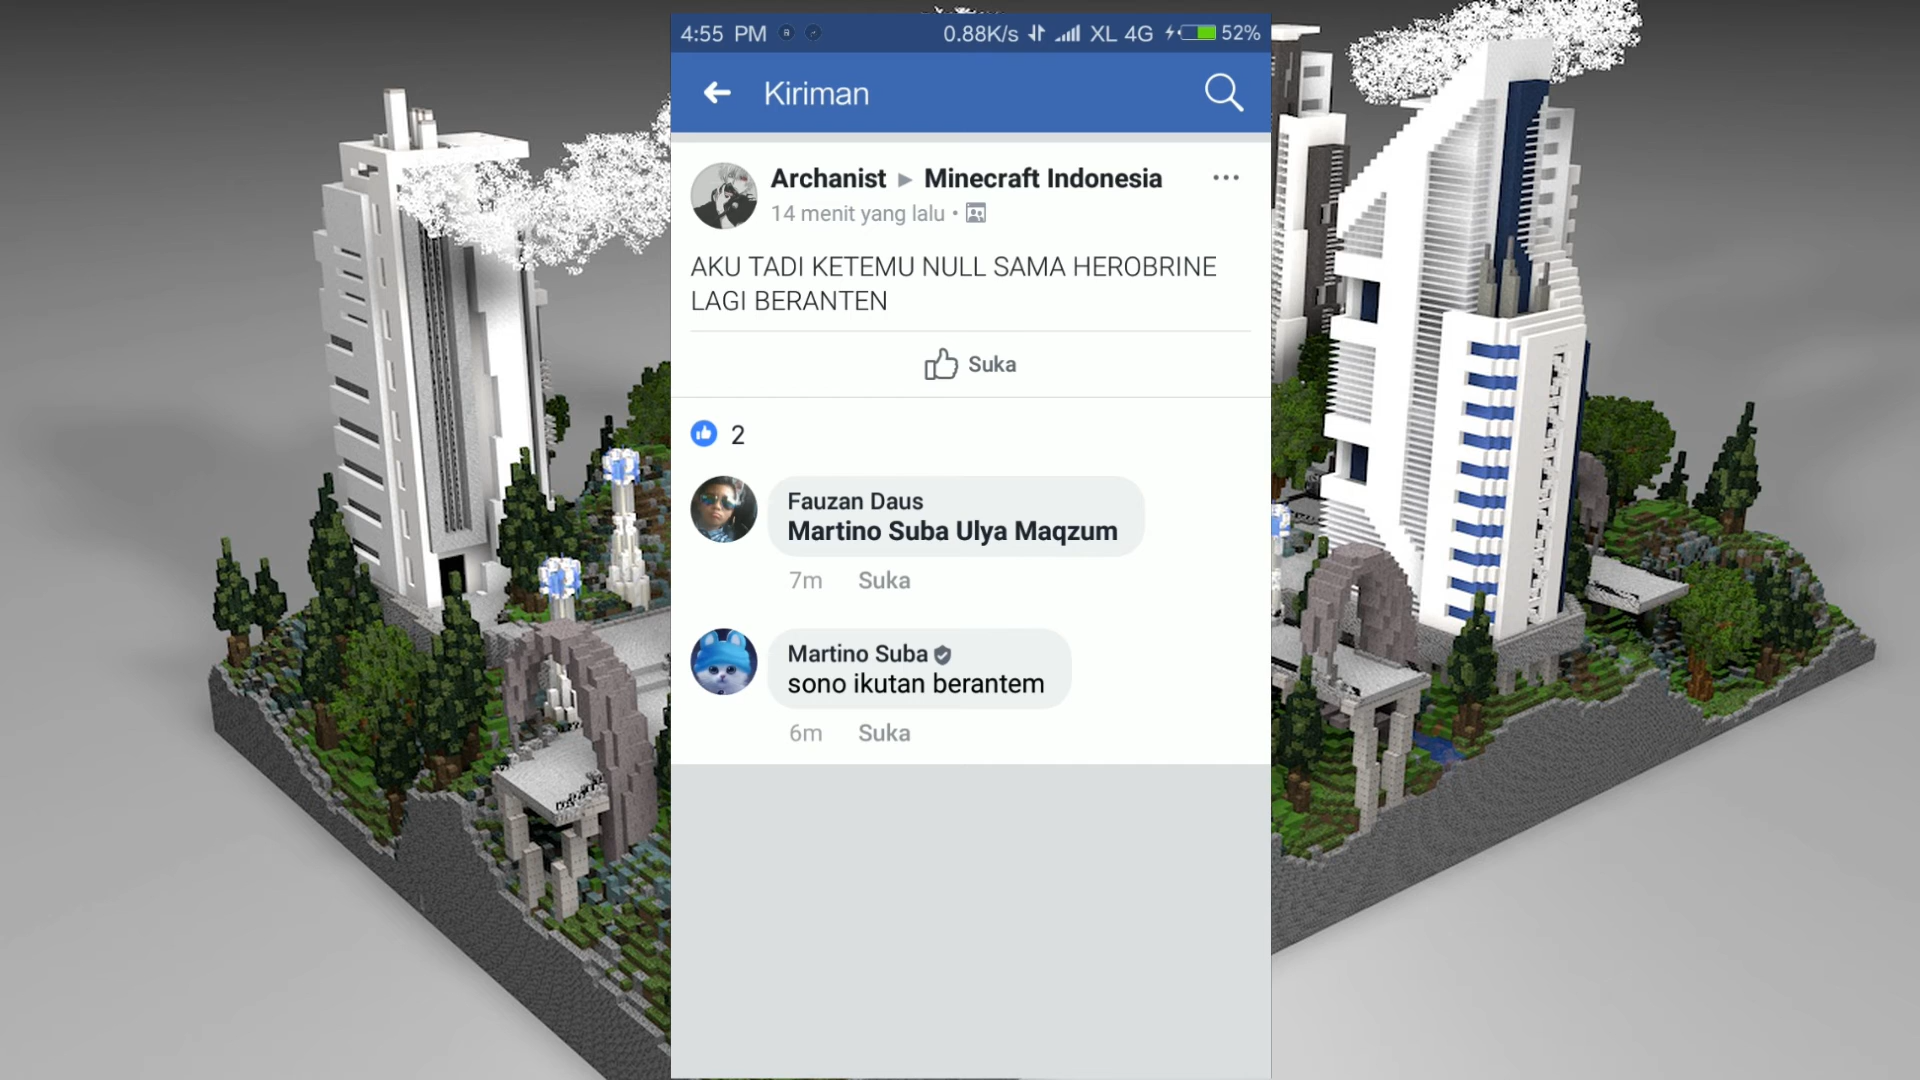 4:55 PM 0.88K/s XL 4G 52%
Kiriman
Archanist ▸ Minecraft Indonesia
14 menit yang lalu •
AKU TADI KETEMU NULL SAMA HEROBRINE
LAGI BERANTEN
Suka
2
Fauzan Daus
Martino Suba Ulya Maqzum
7m Suka
Martino Suba
sono ikutan berantem
6m Suka